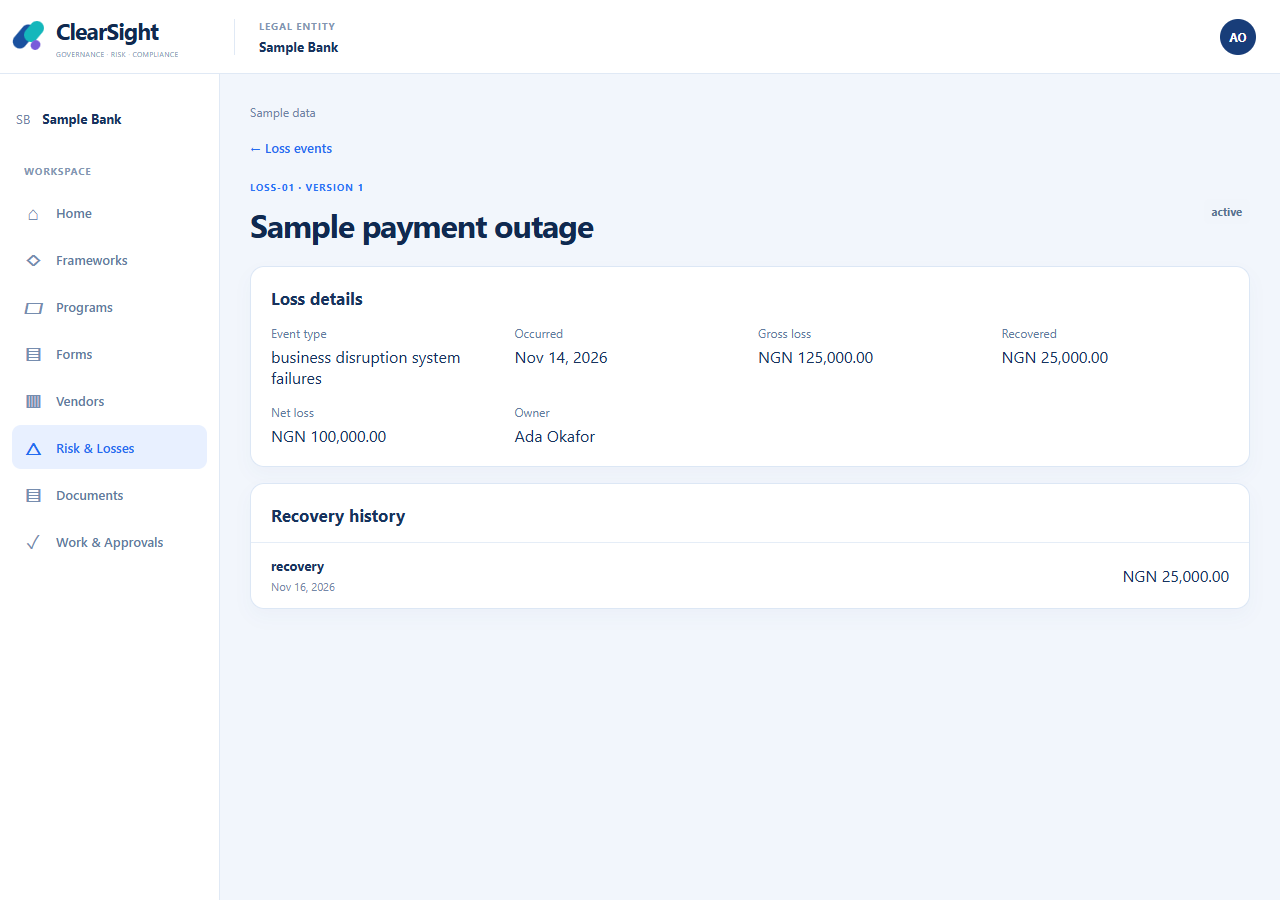 ClearSight
GOVERNANCE · RISK · COMPLIANCE
LEGAL ENTITY
Sample Bank
AO
SB Sample Bank
WORKSPACE
Home
Frameworks
Programs
Forms
Vendors
Risk & Losses
Documents
Work & Approvals
Sample data
← Loss events
LOSS-01 · VERSION 1
Sample payment outage
active
Loss details
Event type
business disruption system
failures
Occurred
Nov 14, 2026
Gross loss
NGN 125,000.00
Recovered
NGN 25,000.00
Net loss
NGN 100,000.00
Owner
Ada Okafor
Recovery history
recovery
Nov 16, 2026
NGN 25,000.00